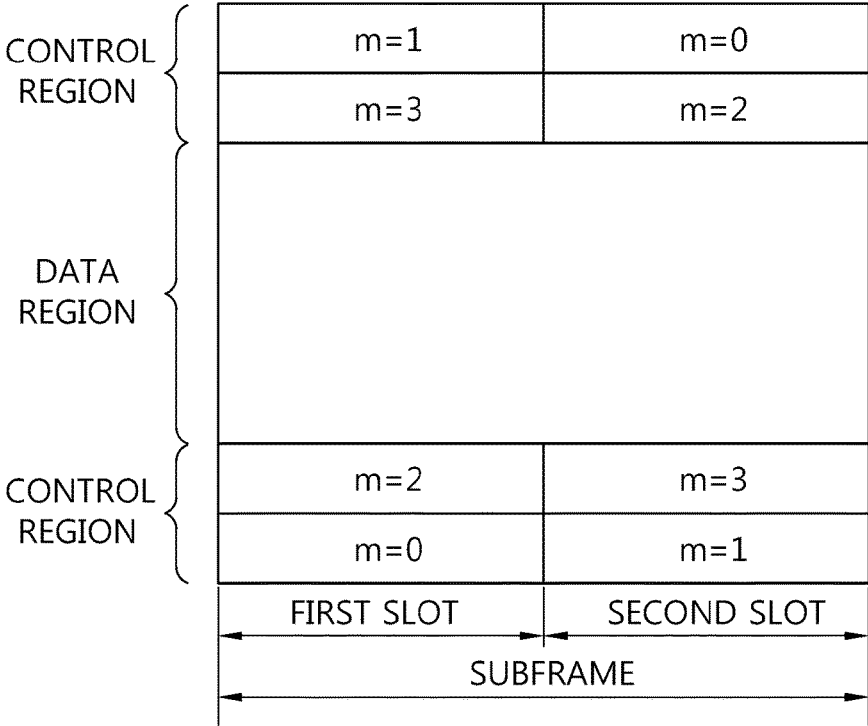 CONTROL
REGION
m=1 m=0
m=3 m=2
DATA
REGION
CONTROL
REGION
m=2 m=3
m=0 m=1
FIRST SLOT SECOND SLOT
SUBFRAME